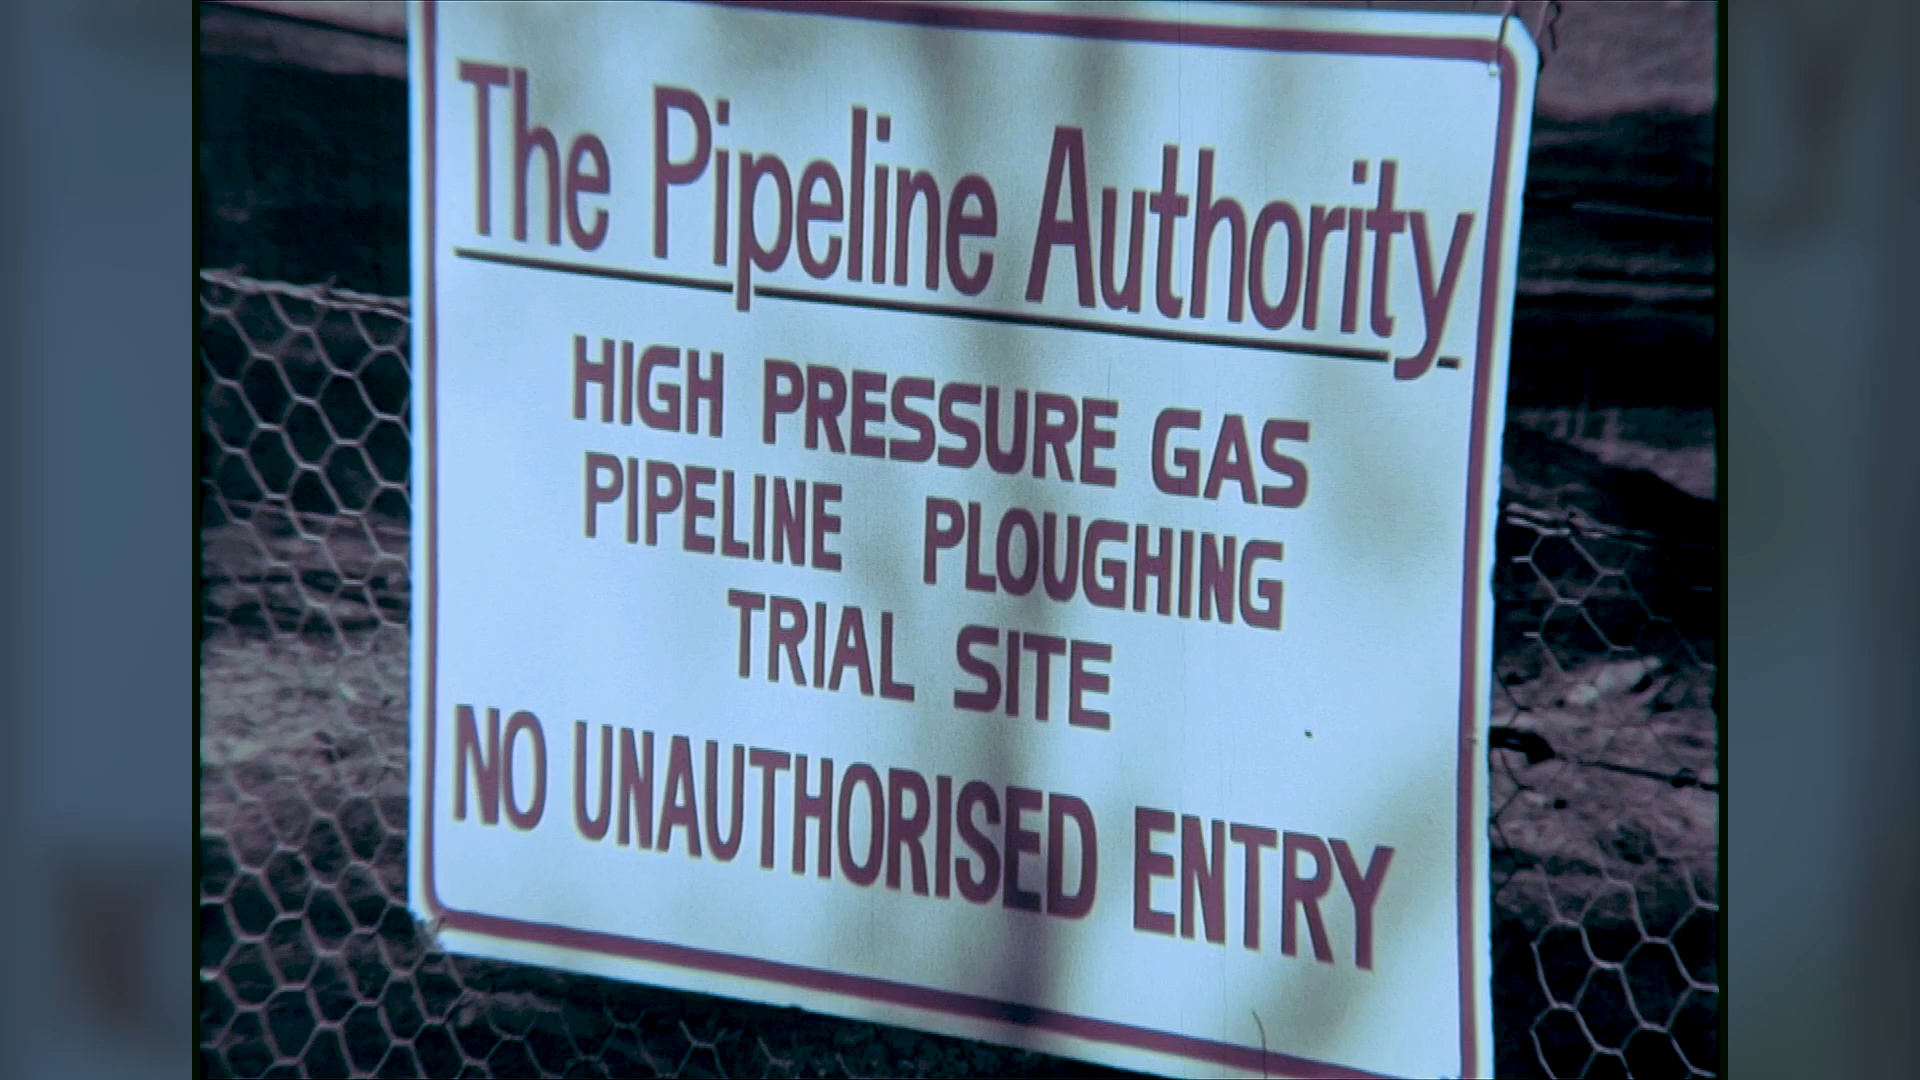 The Pipeline Authority
HIGH PRESSURE GAS
PIPELINE PLOUGHING
TRIAL SITE
NO UNAUTHORISED ENTRY